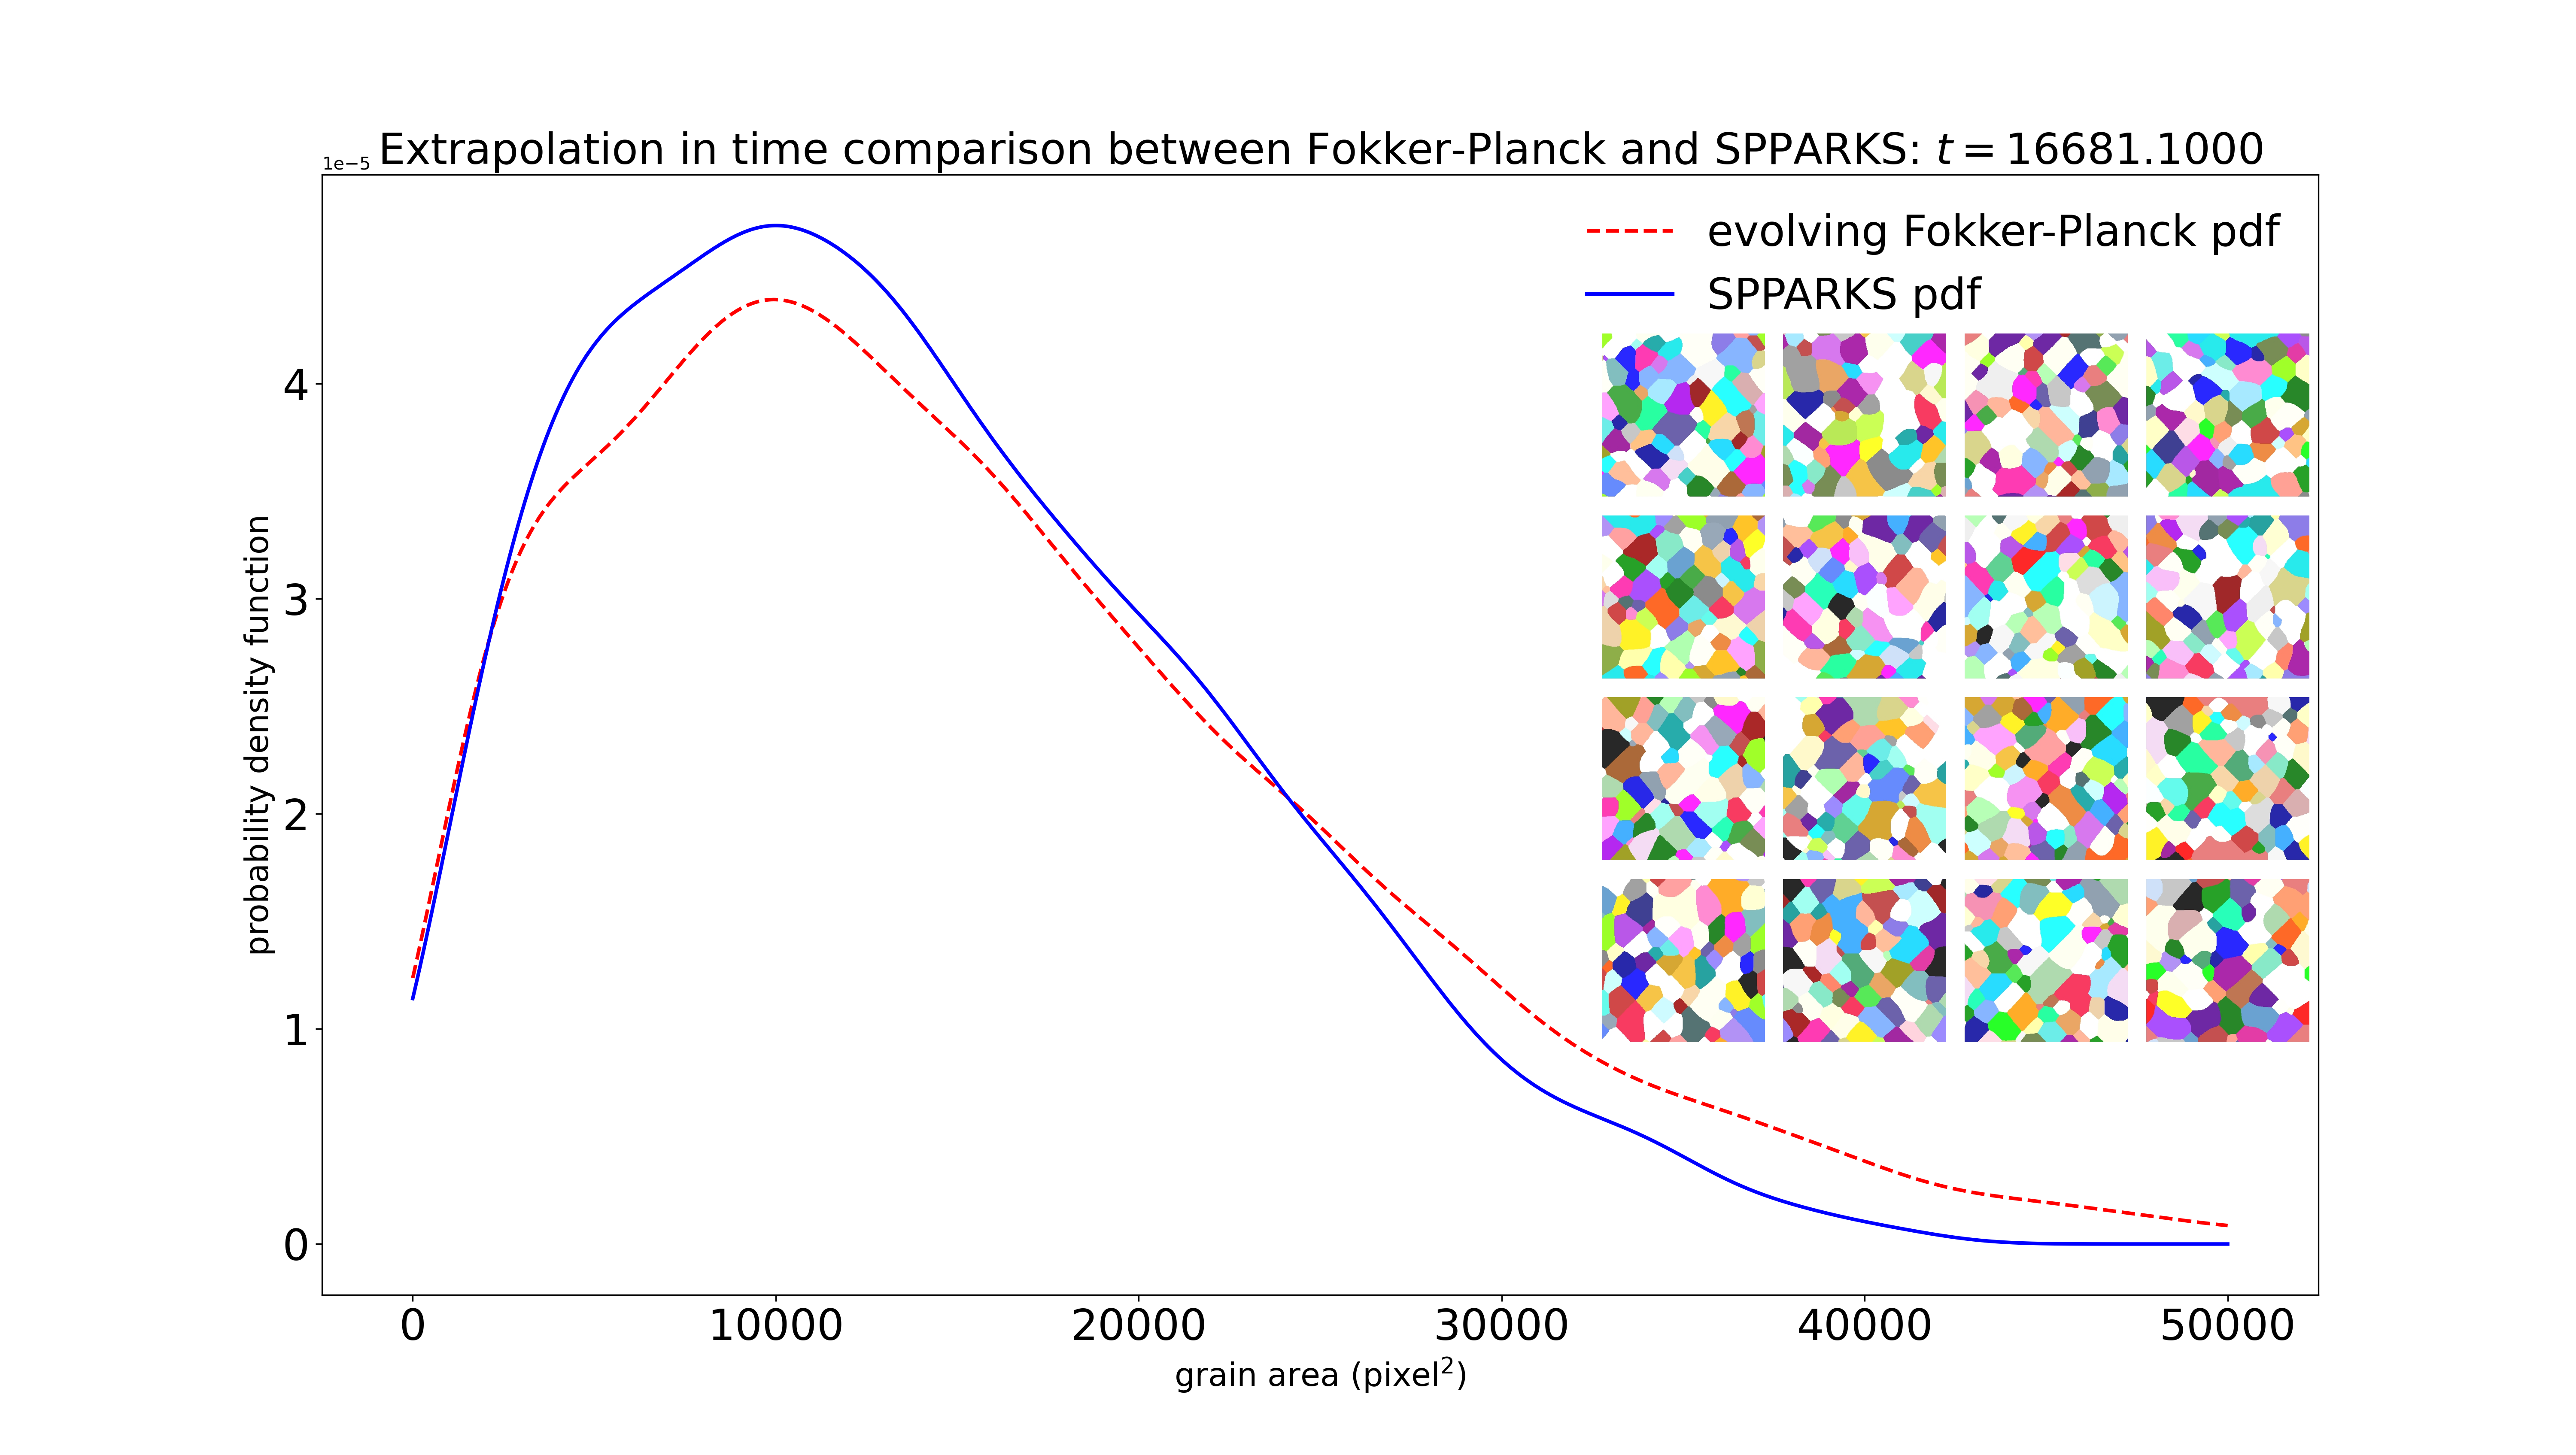 Extrapolation in time comparison between Fokker-Planck and SPPARKS: t = 16681.1000
1e−5
evolving Fokker-Planck pdf
SPPARKS pdf
probability density function
4
3
2
1
0
0 10000 20000 30000 40000 50000
grain area (pixel²)